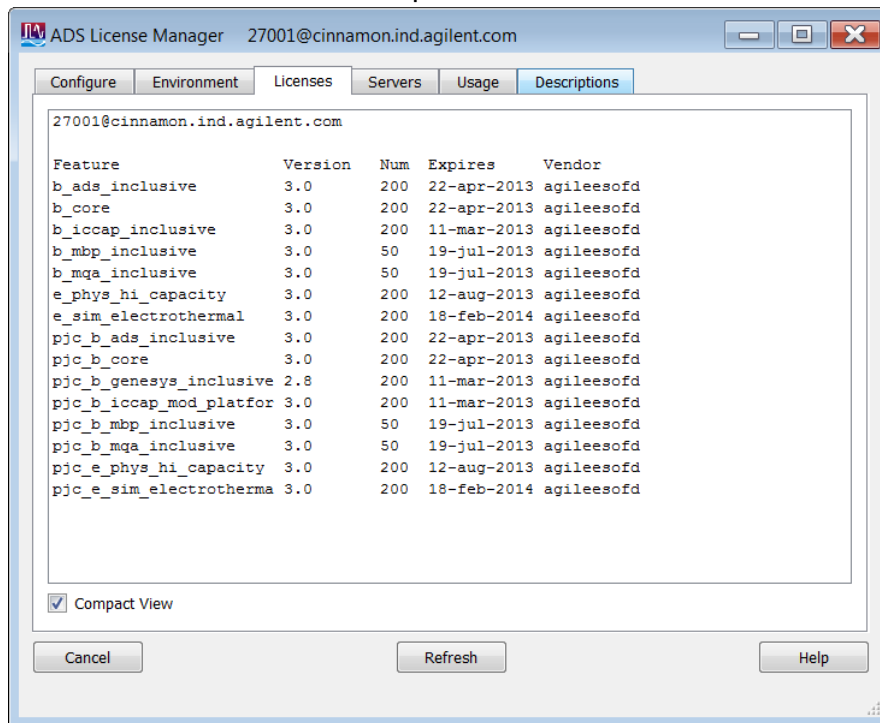 ADS License Manager 27001@cinnamon.ind.agilent.com
Configure Environment Licenses Servers Usage Descriptions
27001@cinnamon.ind.agilent.com
Feature Version Num Expires Vendor
b_ads_inclusive 3.0 200 22-apr-2013 agileesofd
b_core 3.0 200 22-apr-2013 agileesofd
b_iccap_inclusive 3.0 200 11-mar-2013 agileesofd
b_mbp_inclusive 3.0 50 19-jul-2013 agileesofd
b_mqa_inclusive 3.0 50 19-jul-2013 agileesofd
e_phys_hi_capacity 3.0 200 12-aug-2013 agileesofd
e_sim_electrothermal 3.0 200 18-feb-2014 agileesofd
pjc_b_ads_inclusive 3.0 200 22-apr-2013 agileesofd
pjc_b_core 3.0 200 22-apr-2013 agileesofd
pjc_b_genesys_inclusive 2.8 200 11-mar-2013 agileesofd
pjc_b_iccap_mod_platfor 3.0 200 11-mar-2013 agileesofd
pjc_b_mbp_inclusive 3.0 50 19-jul-2013 agileesofd
pjc_b_mqa_inclusive 3.0 50 19-jul-2013 agileesofd
pjc_e_phys_hi_capacity 3.0 200 12-aug-2013 agileesofd
pjc_e_sim_electrotherma 3.0 200 18-feb-2014 agileesofd
Compact View
Cancel Refresh Help